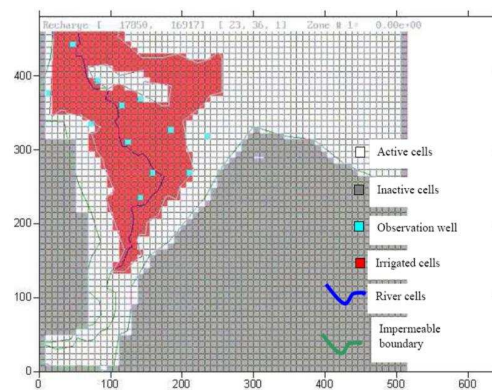 Recharge [ 17050, 16917] [ 23, 36, 1] Zone # 1= 0.00e+00
400
300
200
100
0
0 100 200 300 400 500 600
Active cells
Inactive cells
Observation well
Irrigated cells
River cells
Impermeable
boundary